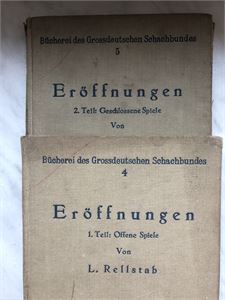 Bücherei des Grossdeutschen Schachbundes
5
Eröffnungen
2. Teil: Geschlossene Spiele
Von
Bücherei des Grossdeutschen Schachbundes
4
Eröffnungen
1. Teil: Offene Spiele
Von
L. Rellstab